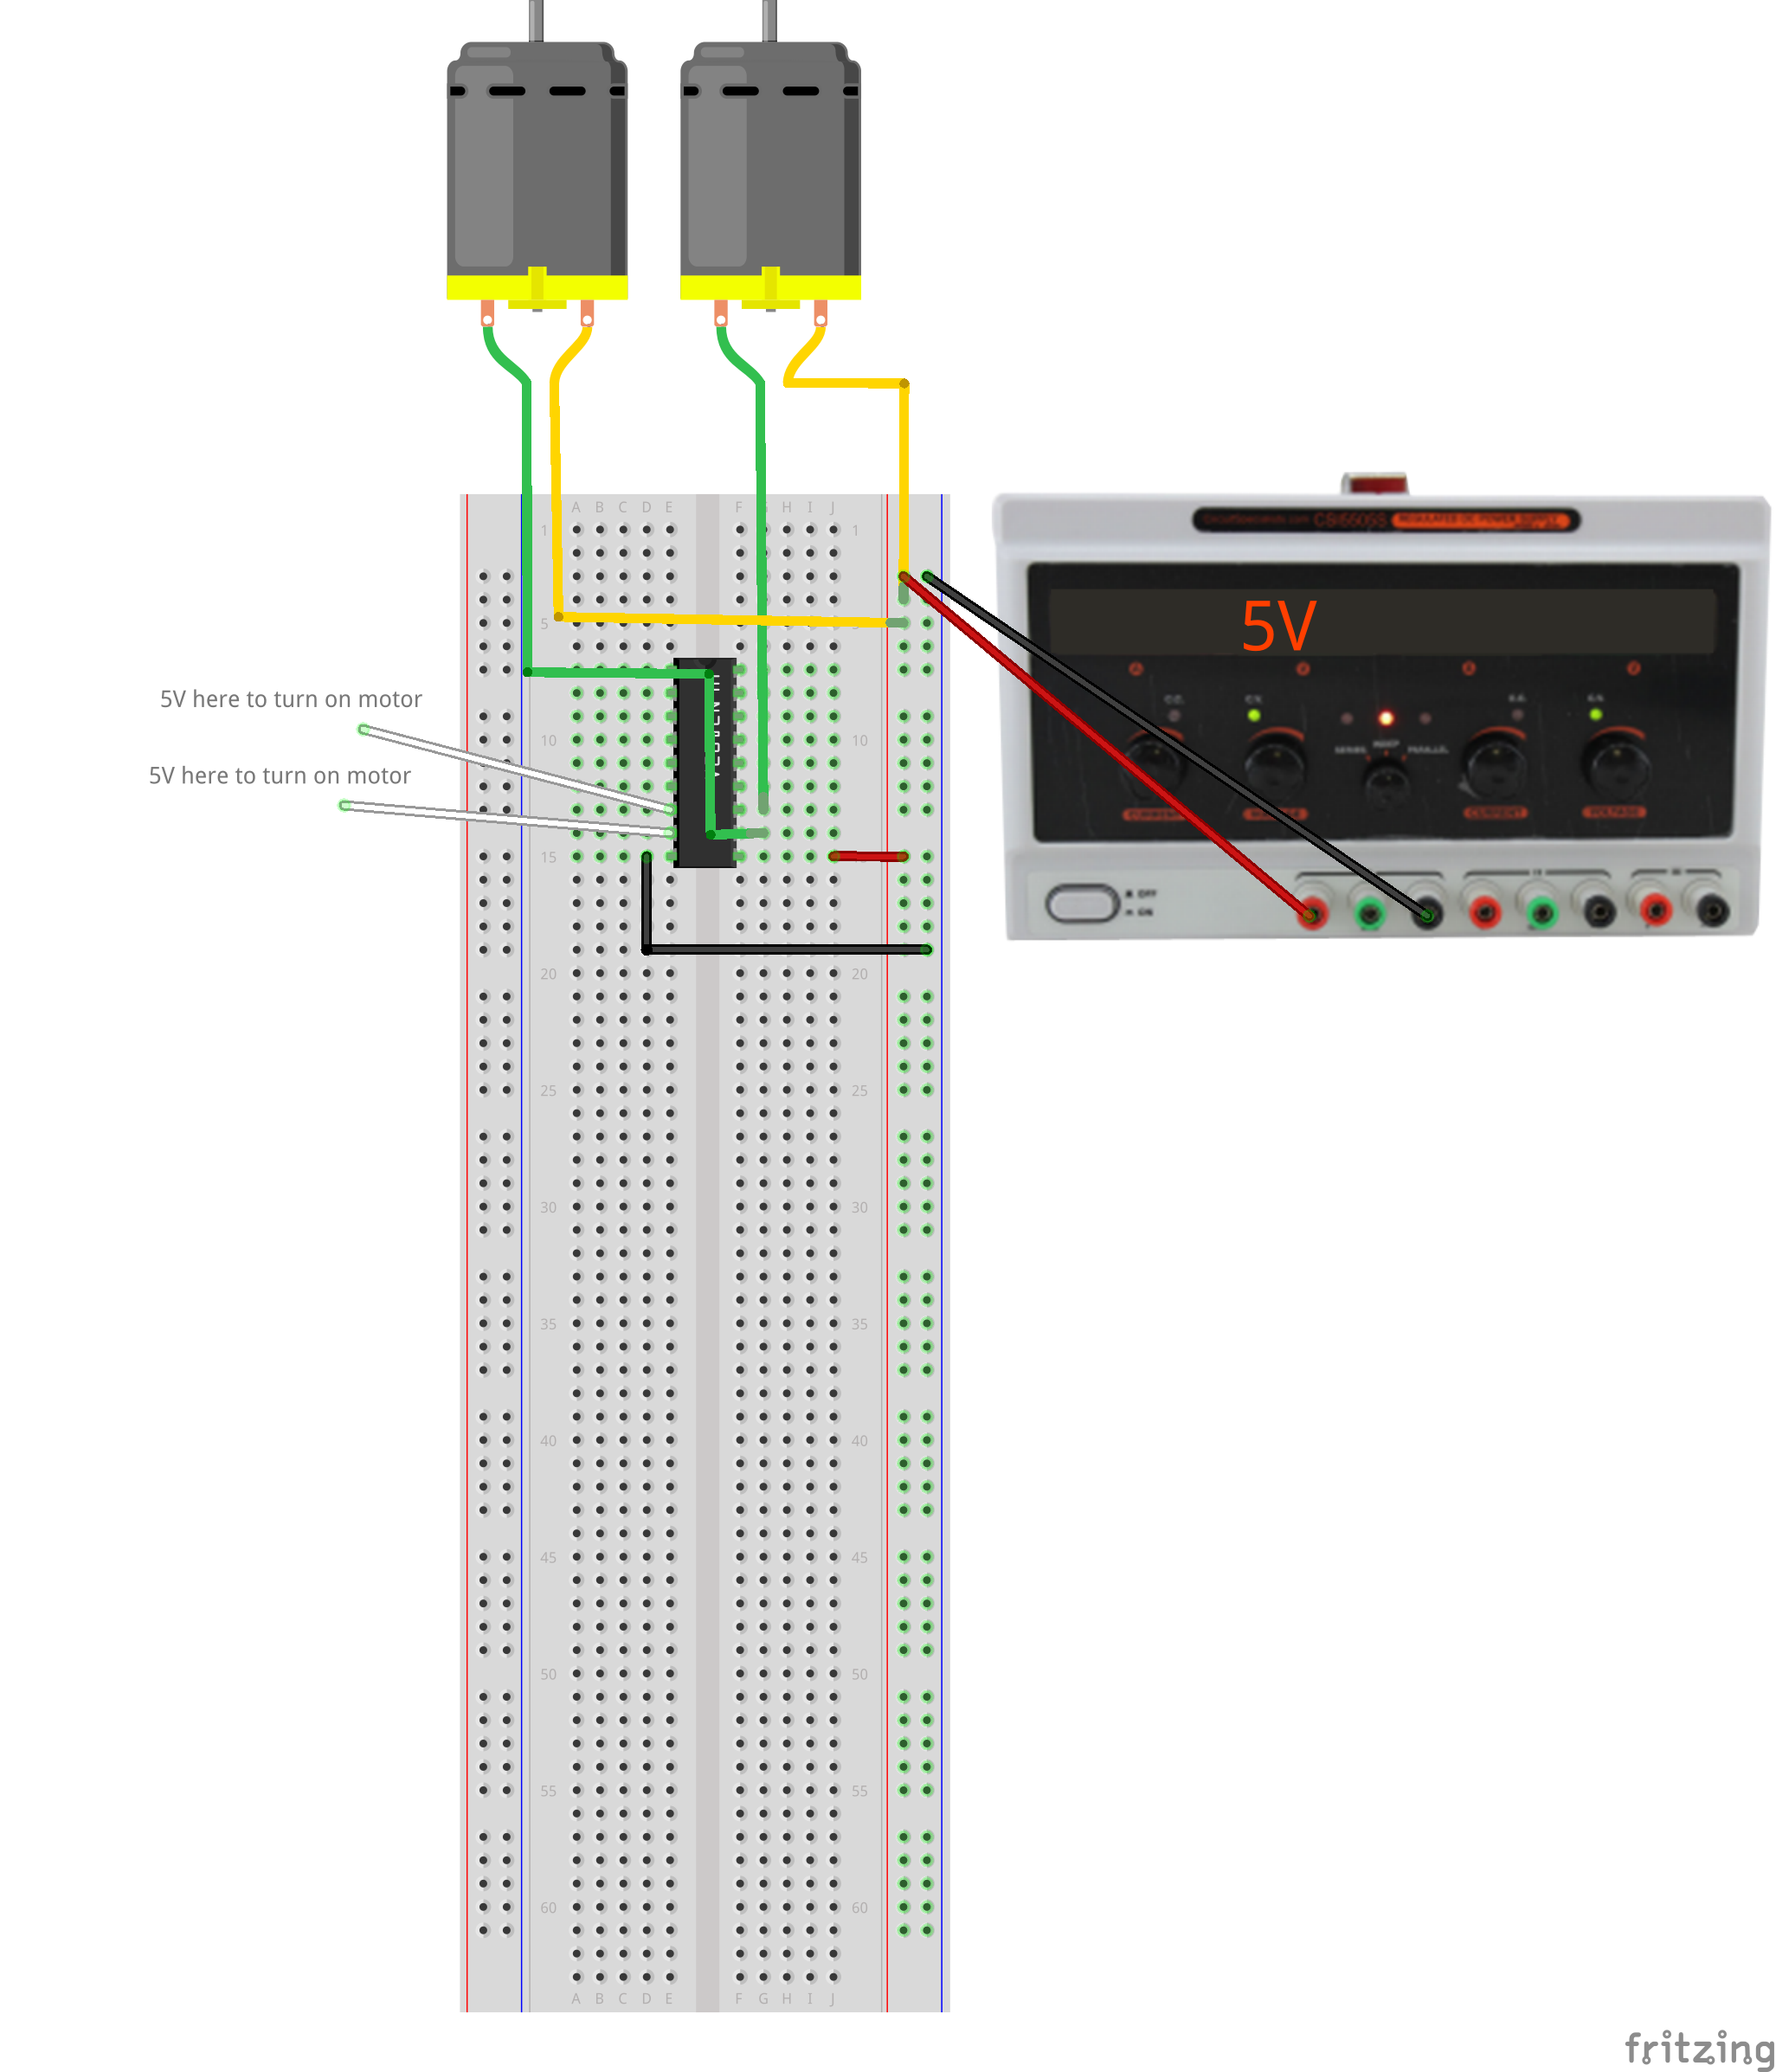 A B C D E F H I J
1 1
5V
5
5V here to turn on motor
10 10
5V here to turn on motor
15
OFF
ON
20 20
25 25
30 30
35 35
40 40
45 45
50 50
55 55
60 60
A B C D E F G H I J
fritzing